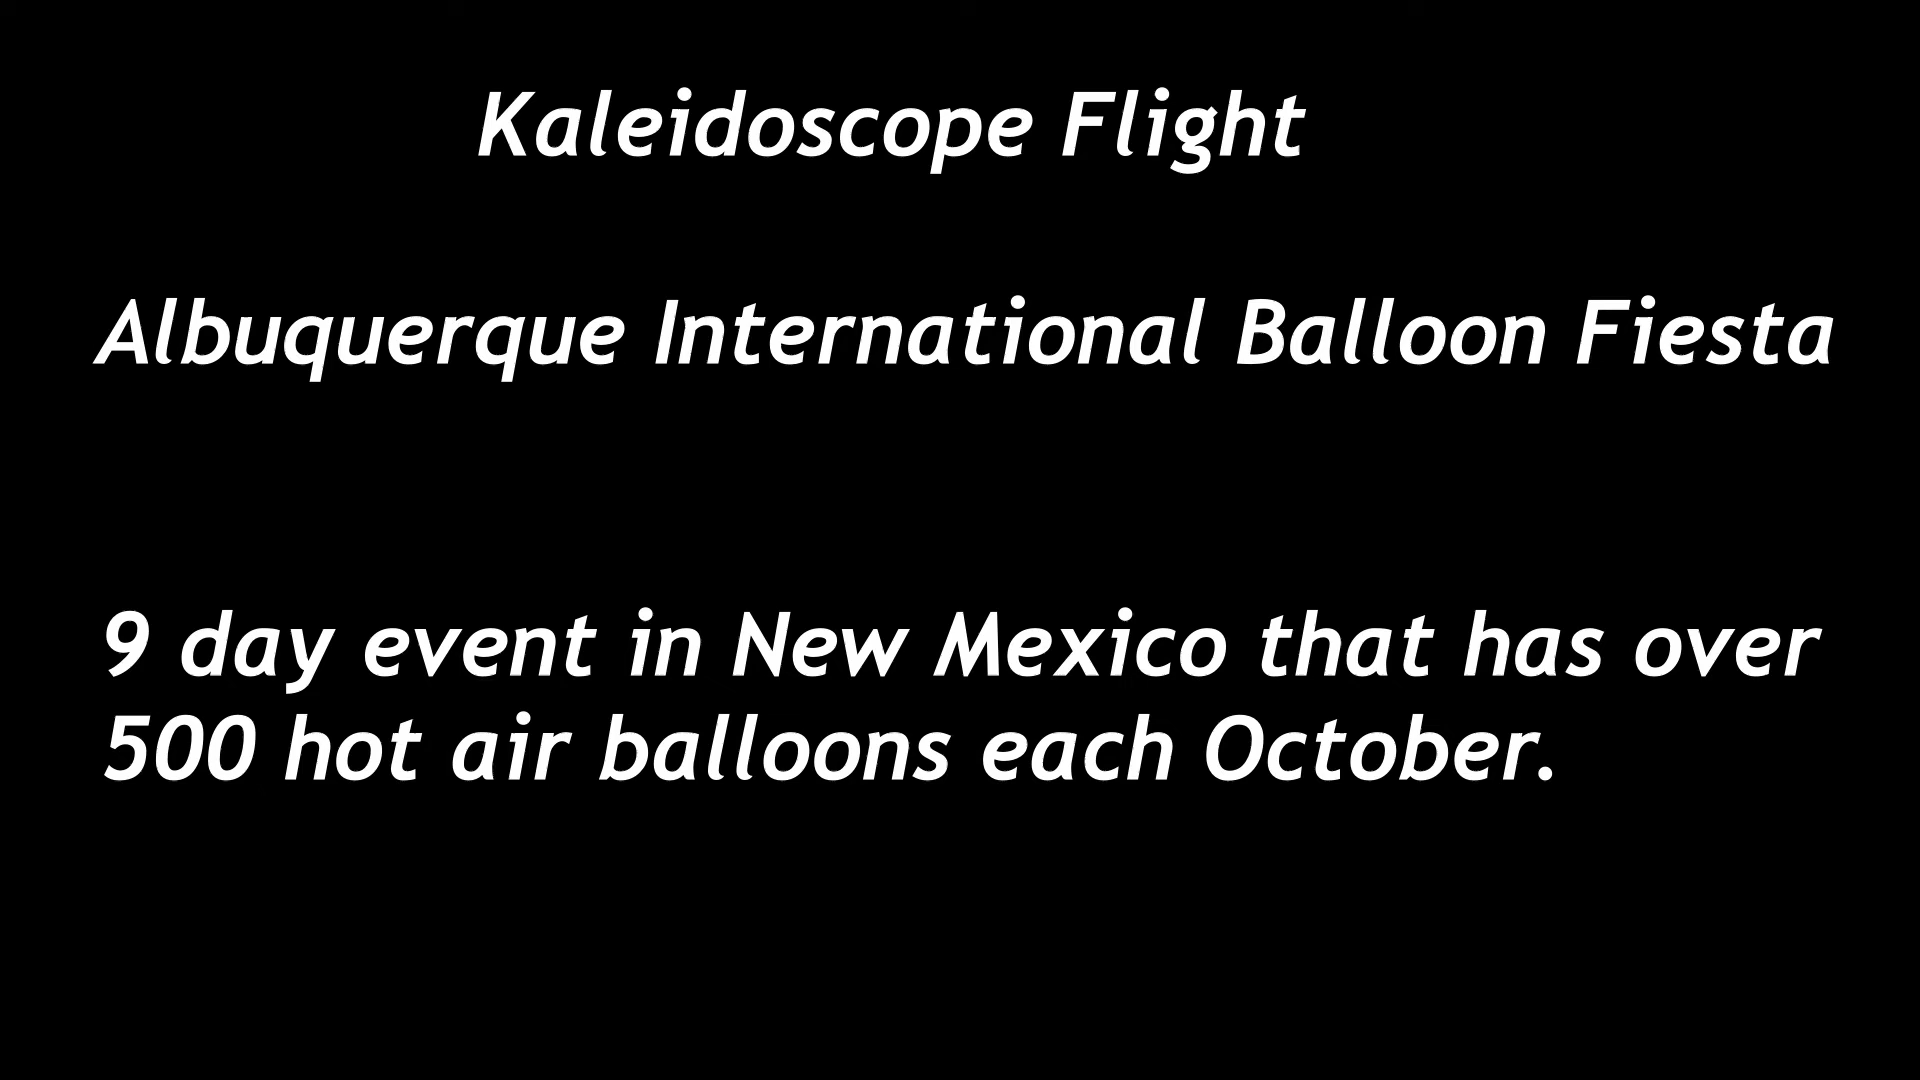 Kaleidoscope Flight
Albuquerque International Balloon Fiesta
9 day event in New Mexico that has over
500 hot air balloons each October.